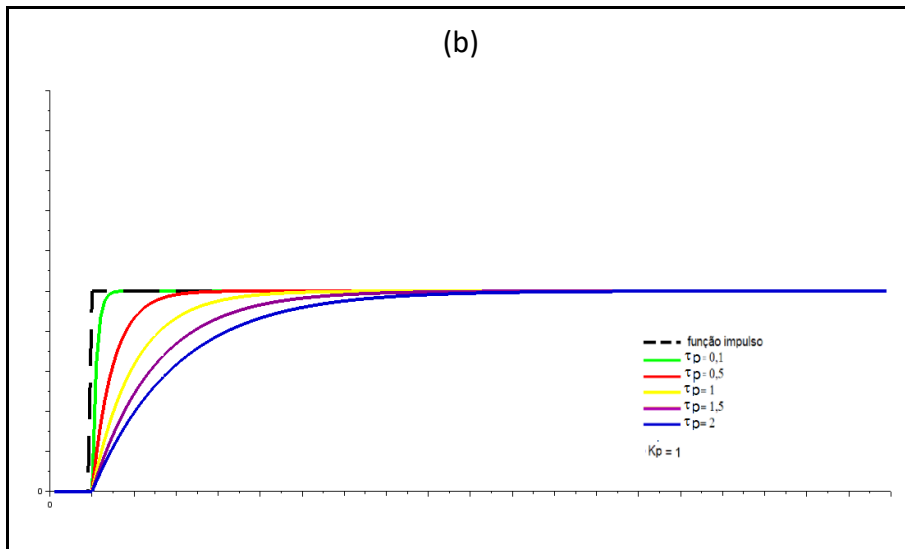 (b)
função impulso
τp= 0,1
τp= 0,5
τp= 1
τp= 1,5
τp= 2
Kp = 1
0
0